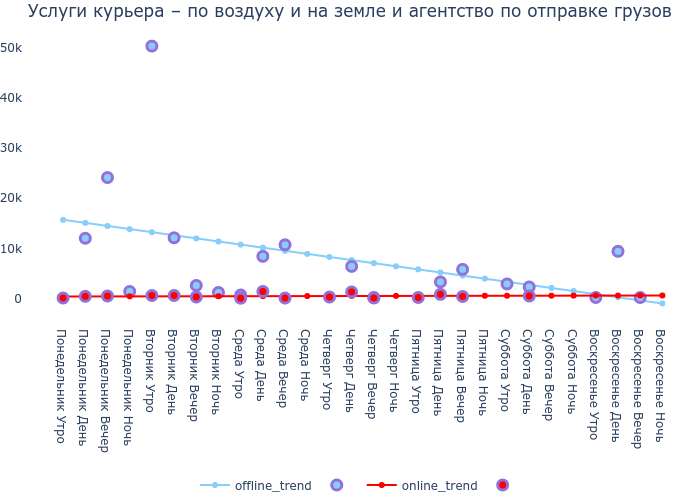 Услуги курьера – по воздуху и на земле и агентство по отправке грузов
50k
40k
30k
20k
10k
0
Понедельник Утро
Понедельник День
Понедельник Вечер
Понедельник Ночь
Вторник Утро
Вторник День
Вторник Вечер
Вторник Ночь
Среда Утро
Среда День
Среда Вечер
Среда Ночь
Четверг Утро
Четверг День
Четверг Вечер
Четверг Ночь
Пятница Утро
Пятница День
Пятница Вечер
Пятница Ночь
Суббота Утро
Суббота День
Суббота Вечер
Суббота Ночь
Воскресенье Утро
Воскресенье День
Воскресенье Вечер
Воскресенье Ночь
offline_trend
online_trend